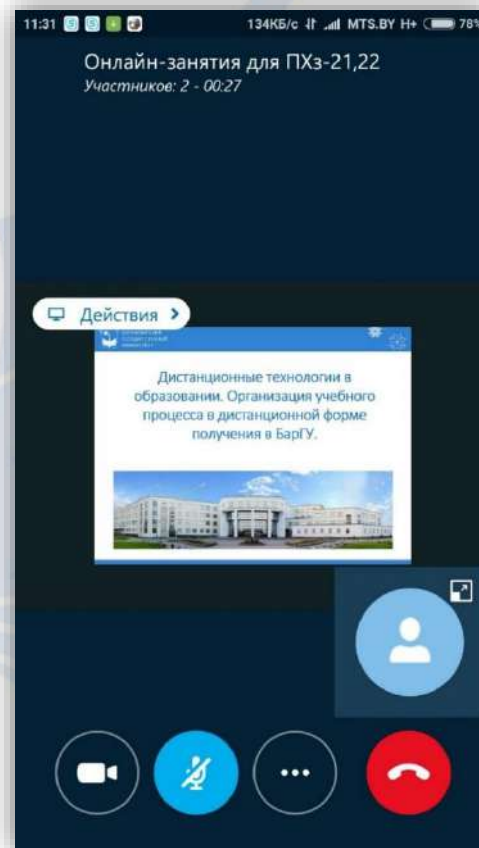 11:31 134КБ/с MTS.BY H+ 78%
Онлайн-занятия для ПХз-21,22
Участников: 2 - 00:27
Действия
Дистанционные технологии в
образовании. Организация учебного
процесса в дистанционной форме
получения в БарГУ.